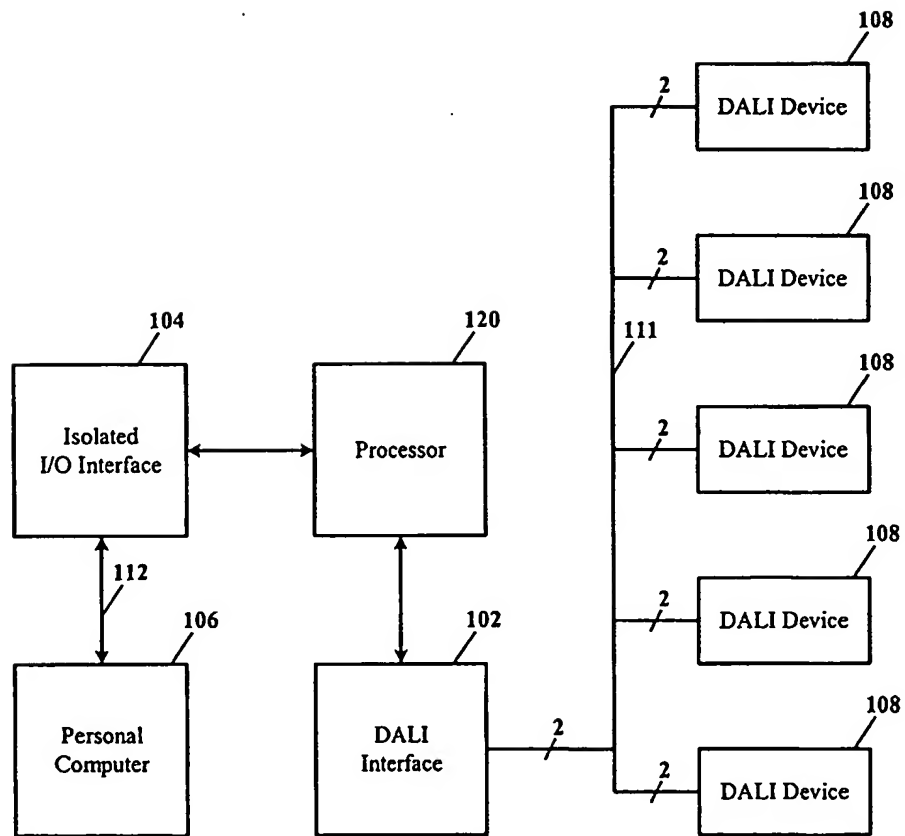 108
2
DALI Device
108
2
DALI Device
104
120
111
108
Isolated
I/O Interface
Processor
2
DALI Device
112
108
106
102
2
DALI Device
Personal
Computer
DALI
Interface
2
108
2
DALI Device